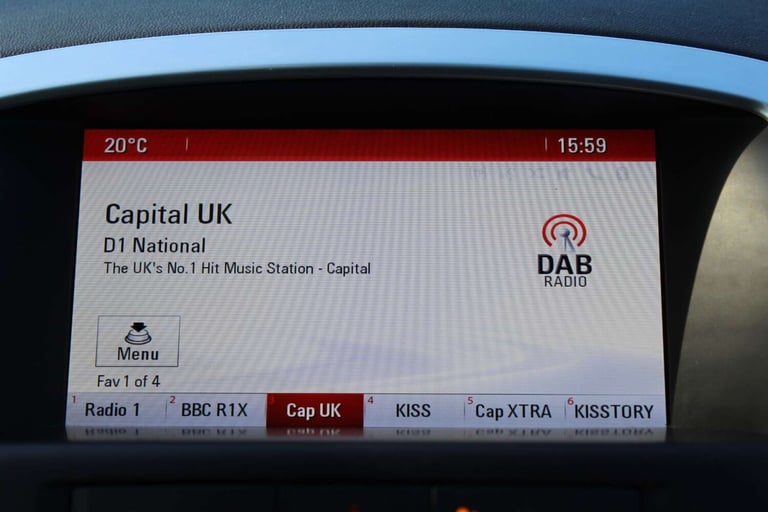 20°C 15:59
Capital UK
D1 National
The UK's No.1 Hit Music Station - Capital
DAB
RADIO
Menu
Fav 1 of 4
1 Radio 1 2 BBC R1X 3 Cap UK 4 KISS 5 Cap XTRA 6 KISSTORY